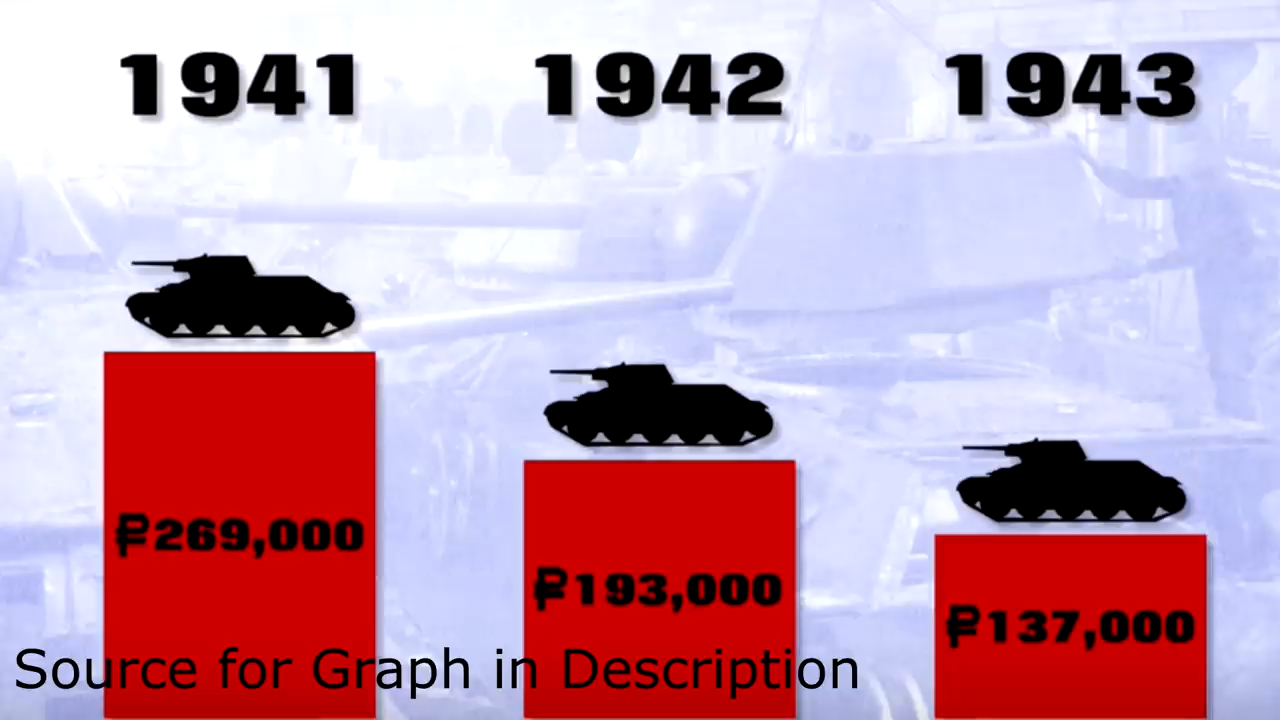 1941 1942 1943
₽269,000
₽193,000
₽137,000
Source for Graph in Description